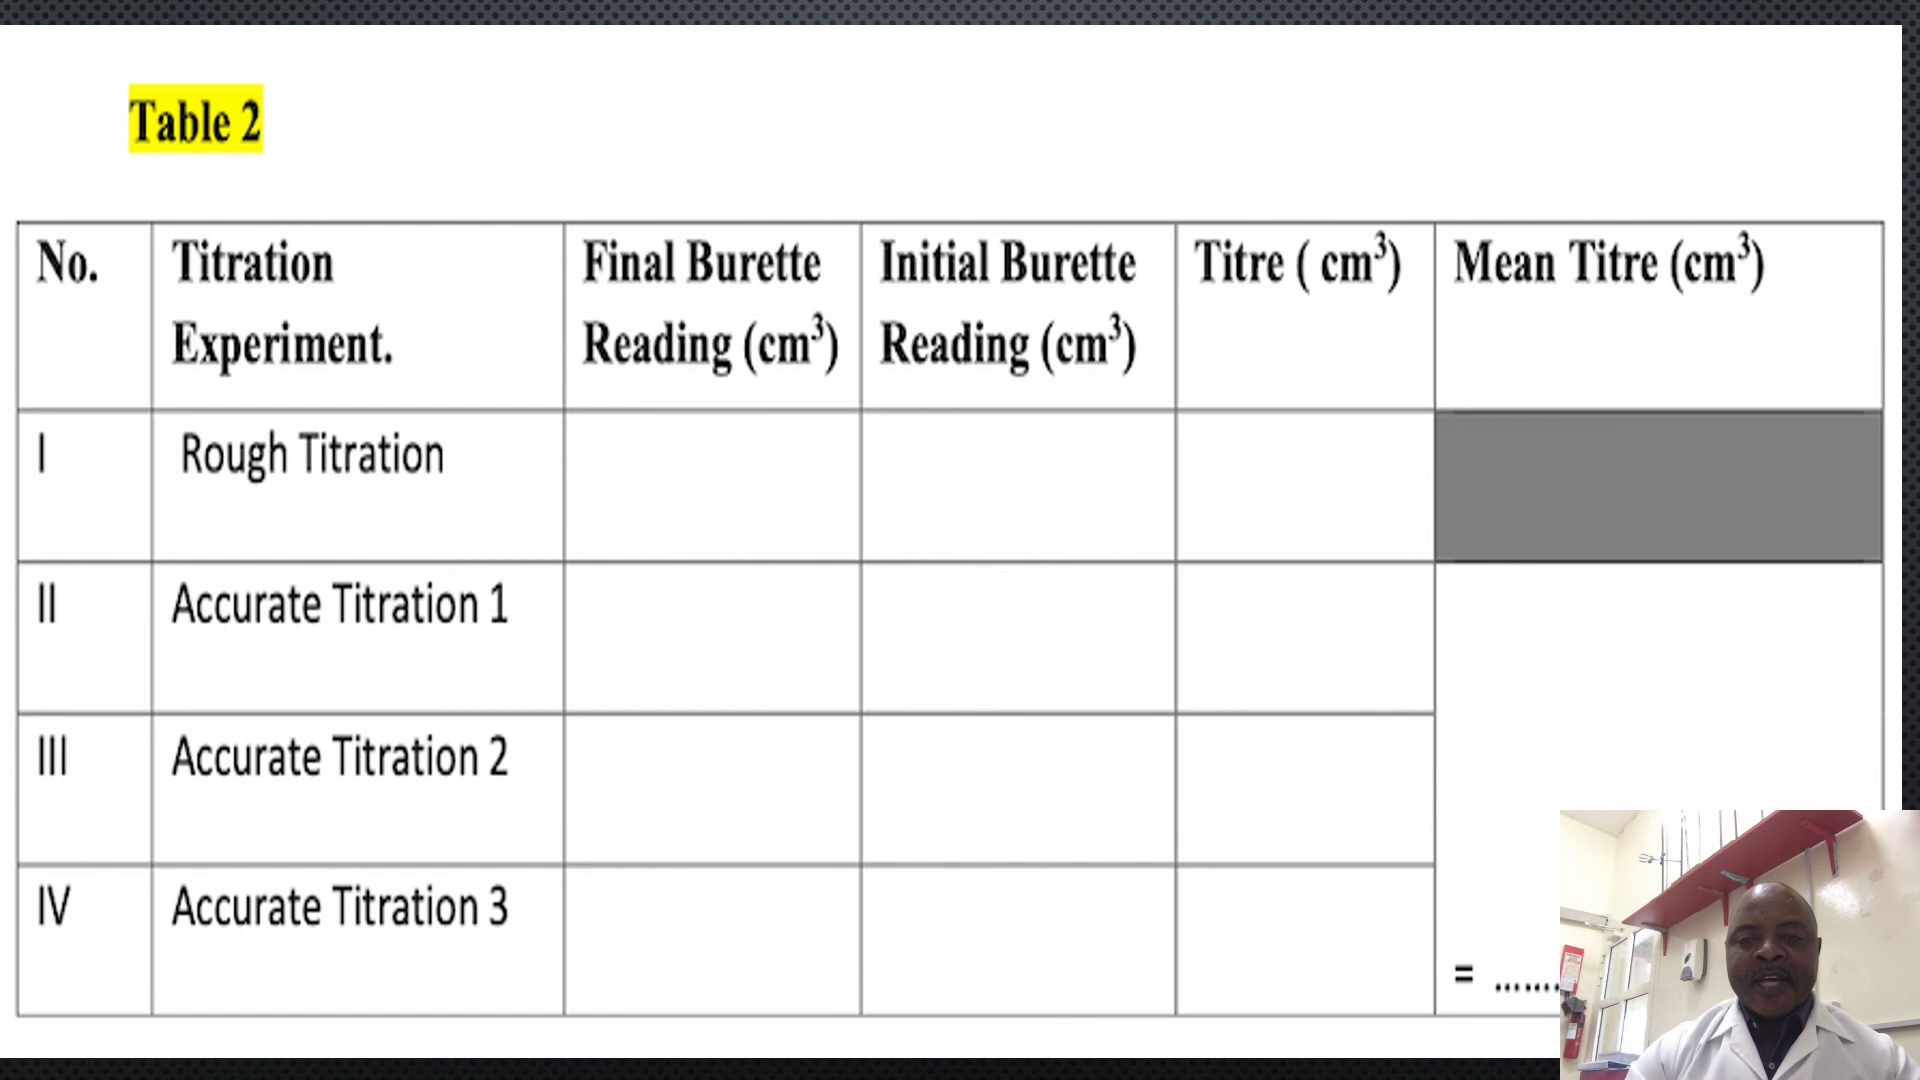 Table 2
No.
Titration
Experiment.
Final Burette
Reading (cm³)
Initial Burette
Reading (cm³)
Titre ( cm³)
Mean Titre (cm³)
I
Rough Titration
II
Accurate Titration 1
III
Accurate Titration 2
IV
Accurate Titration 3
= .......